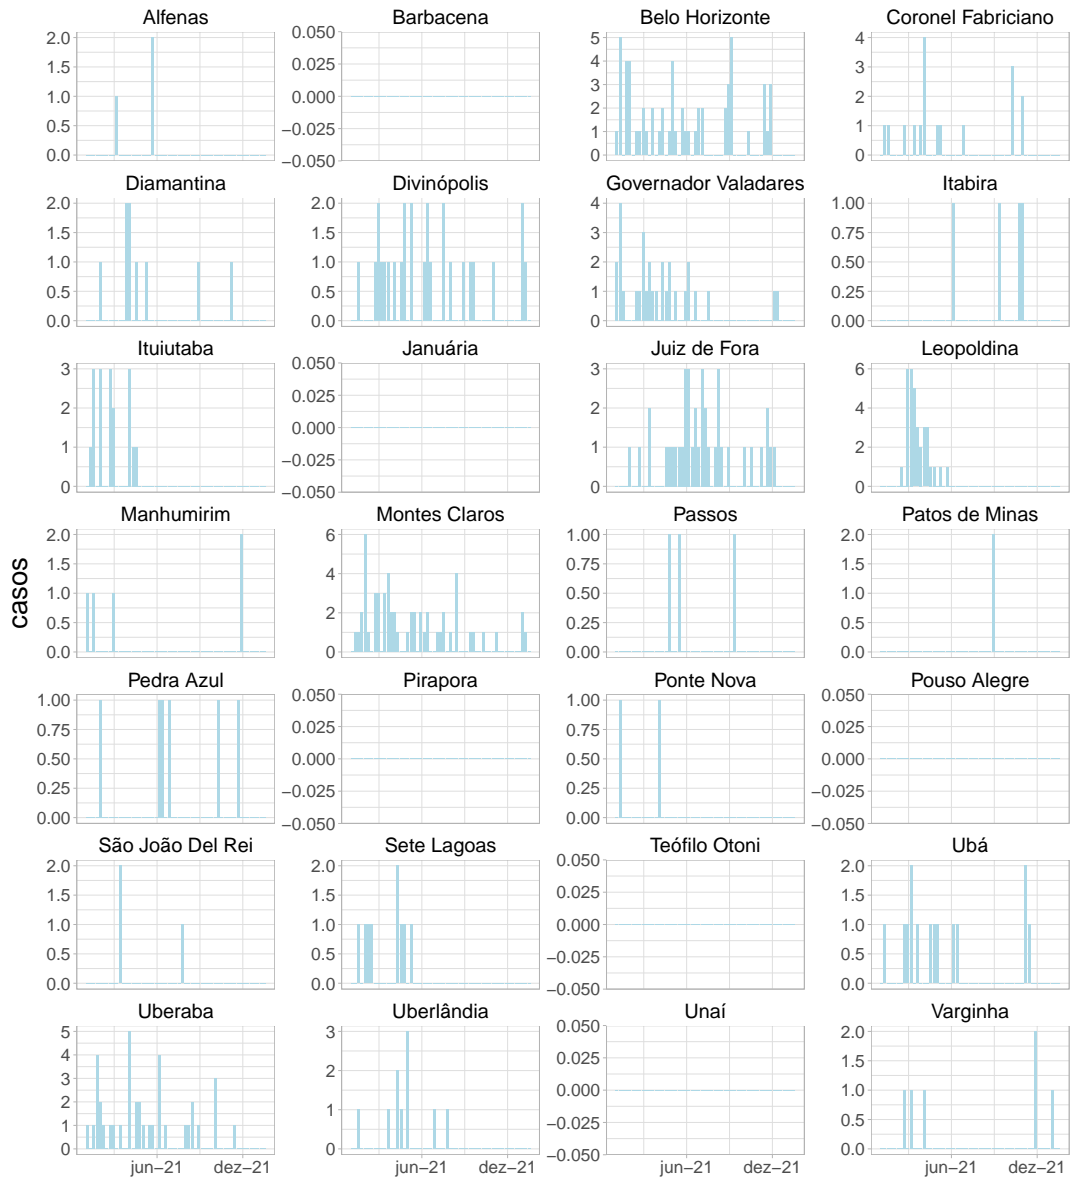 Alfenas Barbacena Belo Horizonte Coronel Fabriciano
2.0 1.5 1.0 0.5 0.0
0.050 0.025 0.000 −0.025 −0.050
5 4 3 2 1 0
4 3 2 1 0
Diamantina Divinópolis Governador Valadares Itabira
2.0 1.5 1.0 0.5 0.0
2.0 1.5 1.0 0.5 0.0
4 3 2 1 0
1.00 0.75 0.50 0.25 0.00
Ituiutaba Januária Juiz de Fora Leopoldina
3 2 1 0
0.050 0.025 0.000 −0.025 −0.050
3 2 1 0
6 4 2 0
casos
Manhumirim Montes Claros Passos Patos de Minas
2.0 1.5 1.0 0.5 0.0
6 4 2 0
1.00 0.75 0.50 0.25 0.00
2.0 1.5 1.0 0.5 0.0
Pedra Azul Pirapora Ponte Nova Pouso Alegre
1.00 0.75 0.50 0.25 0.00
0.050 0.025 0.000 −0.025 −0.050
1.00 0.75 0.50 0.25 0.00
0.050 0.025 0.000 −0.025 −0.050
São João Del Rei Sete Lagoas Teófilo Otoni Ubá
2.0 1.5 1.0 0.5 0.0
2.0 1.5 1.0 0.5 0.0
0.050 0.025 0.000 −0.025 −0.050
2.0 1.5 1.0 0.5 0.0
Uberaba Uberlândia Unaí Varginha
5 4 3 2 1 0
3 2 1 0
0.050 0.025 0.000 −0.025 −0.050
2.0 1.5 1.0 0.5 0.0
jun−21 dez−21 jun−21 dez−21 jun−21 dez−21 jun−21 dez−21